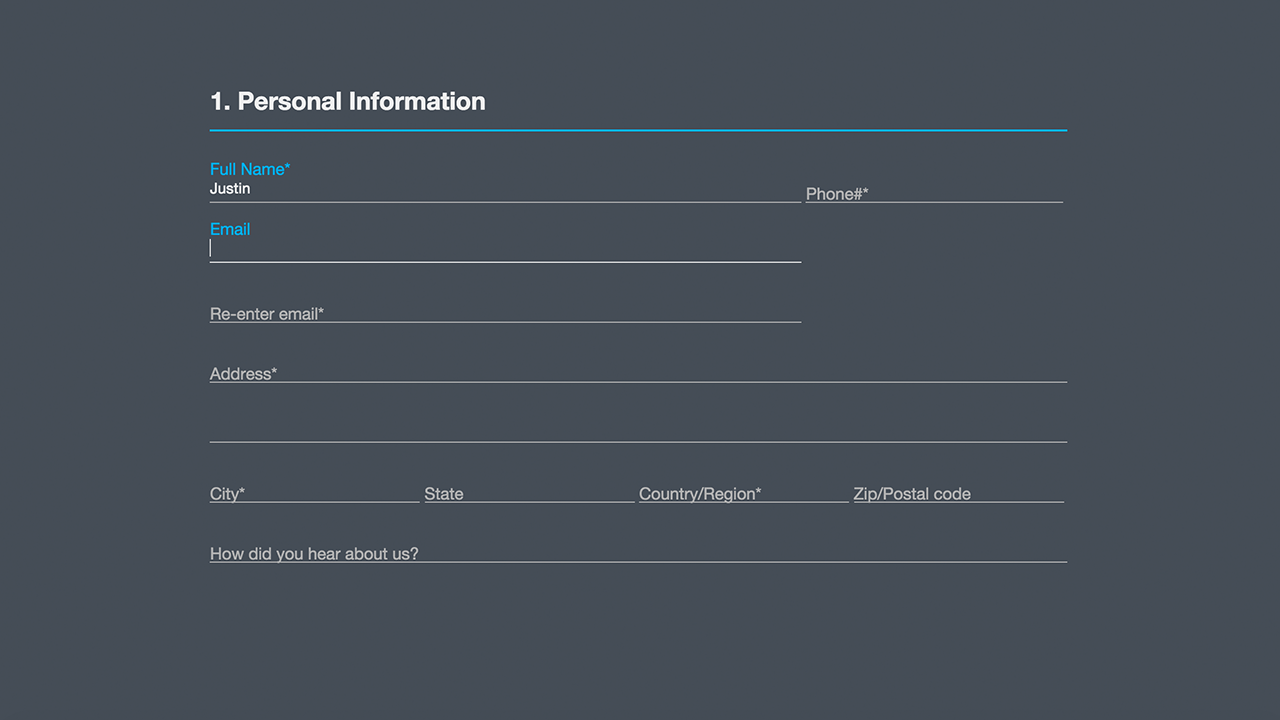 1. Personal Information
Full Name*
Justin
Phone#*
Email
Re-enter email*
Address*
City* State Country/Region* Zip/Postal code
How did you hear about us?